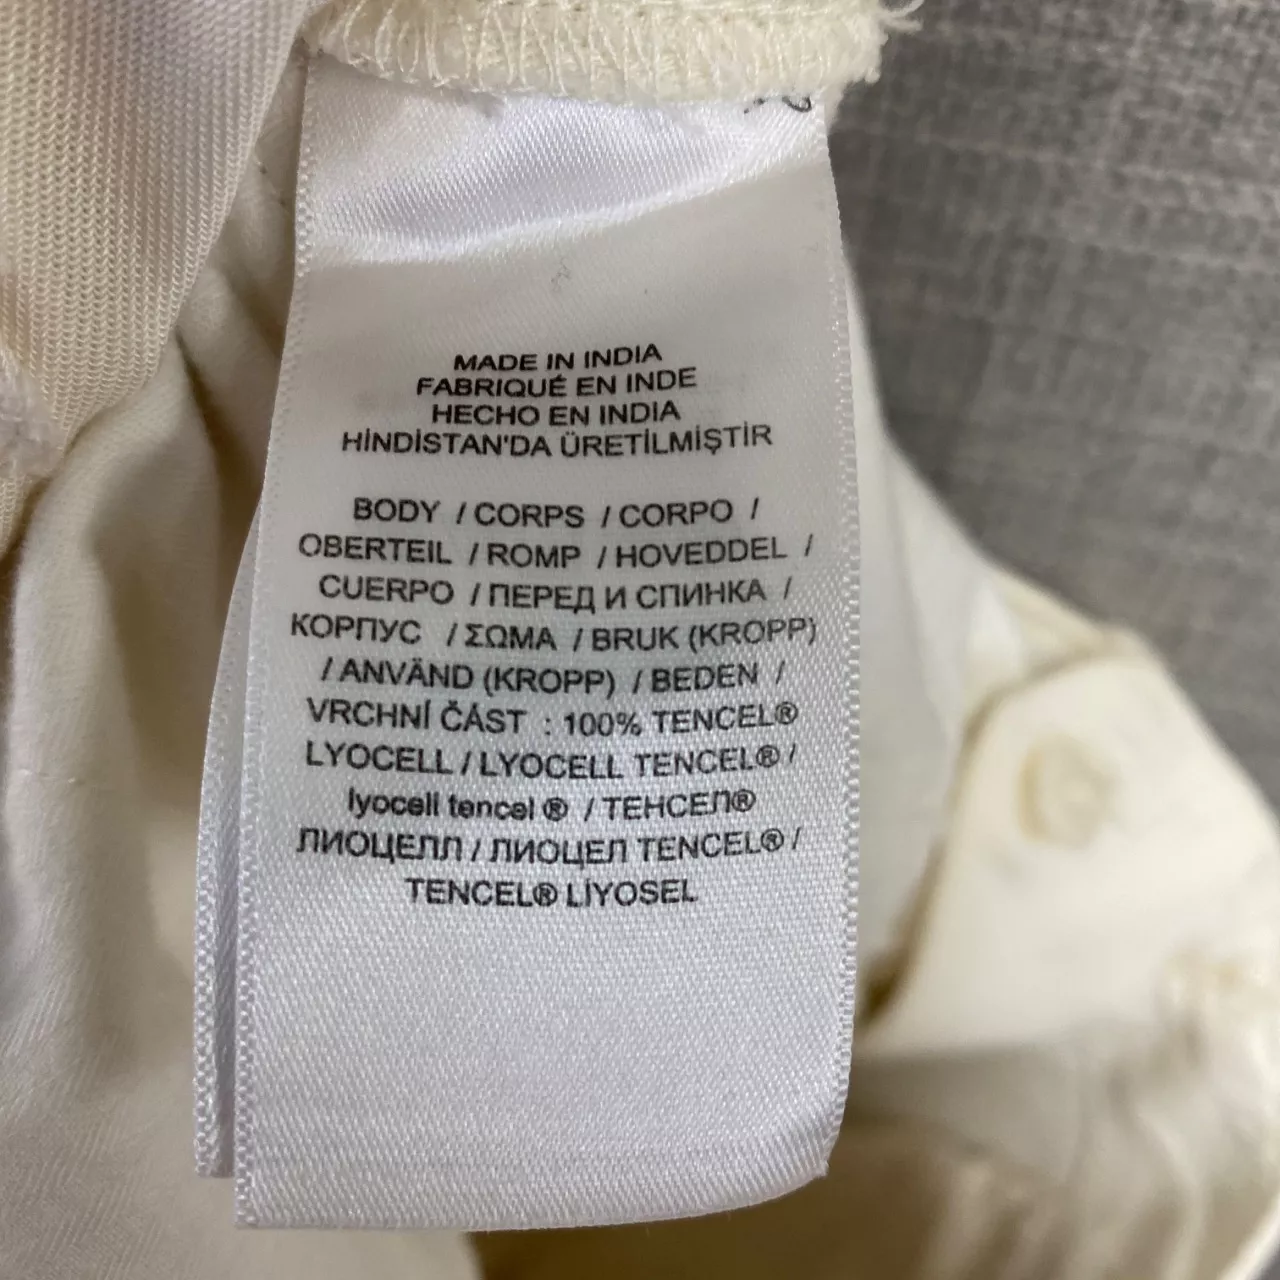 MADE IN INDIA
FABRIQUÉ EN INDE
HECHO EN INDIA
HİNDİSTAN'DA ÜRETİLMİŞTİR
BODY / CORPS / CORPO /
OBERTEIL / ROMP / HOVEDDEL /
CUERPO / ПЕРЕД И СПИНКА /
КОРПУС / ΣΩΜΑ / BRUK (KROPP)
/ ANVÄND (KROPP) / BEDEN /
VRCHNÍ ČÁST : 100% TENCEL®
LYOCELL / LYOCELL TENCEL® /
lyocell tencel ® / ТЕНСЕЛ®
ЛИОЦЕЛЛ / ЛИОЦЕЛ TENCEL® /
TENCEL® LİYOSEL